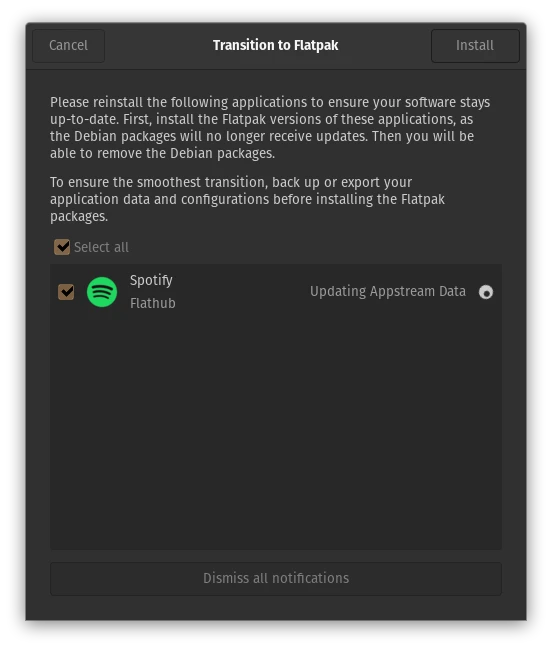 Cancel
Transition to Flatpak
Install
Please reinstall the following applications to ensure your software stays
up-to-date. First, install the Flatpak versions of these applications, as
the Debian packages will no longer receive updates. Then you will be
able to remove the Debian packages.
To ensure the smoothest transition, back up or export your
application data and configurations before installing the Flatpak
packages.
Select all
Spotify
Flathub
Updating Appstream Data
Dismiss all notifications